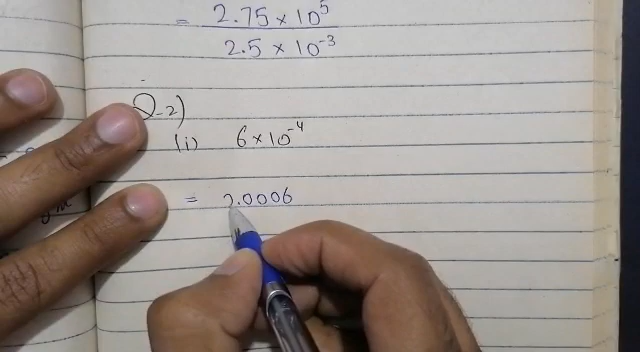 = 2.75 × 10⁵
2.5 × 10⁻³
Q-2)
(i) 6 × 10⁻⁴
= 0.0006